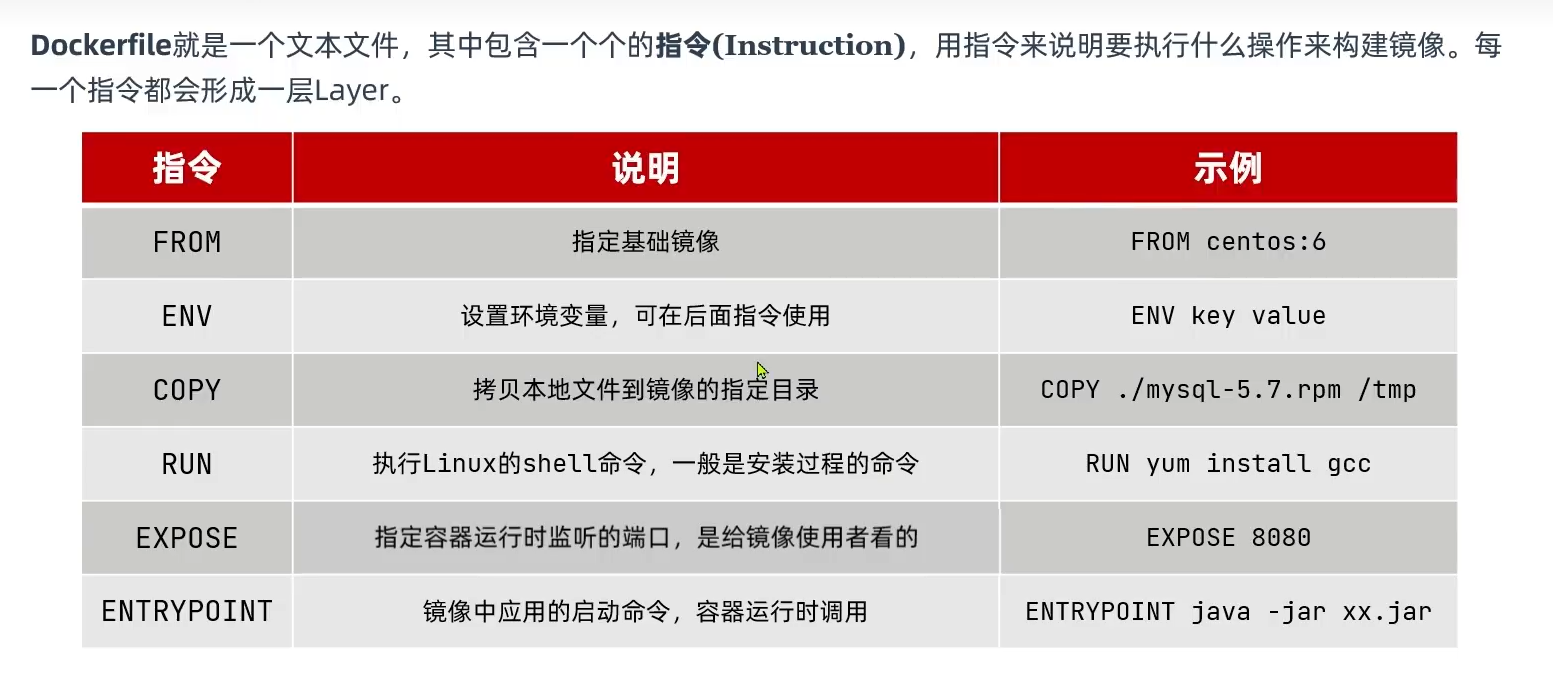 Dockerfile就是一个文本文件，其中包含一个个的指令(Instruction)，用指令来说明要执行什么操作来构建镜像。每
一个指令都会形成一层Layer。
指令 说明 示例
FROM 指定基础镜像 FROM centos:6
ENV 设置环境变量，可在后面指令使用 ENV key value
COPY 拷贝本地文件到镜像的指定目录 COPY ./mysql-5.7.rpm /tmp
RUN 执行Linux的shell命令，一般是安装过程的命令 RUN yum install gcc
EXPOSE 指定容器运行时监听的端口，是给镜像使用者看的 EXPOSE 8080
ENTRYPOINT 镜像中应用的启动命令，容器运行时调用 ENTRYPOINT java -jar xx.jar